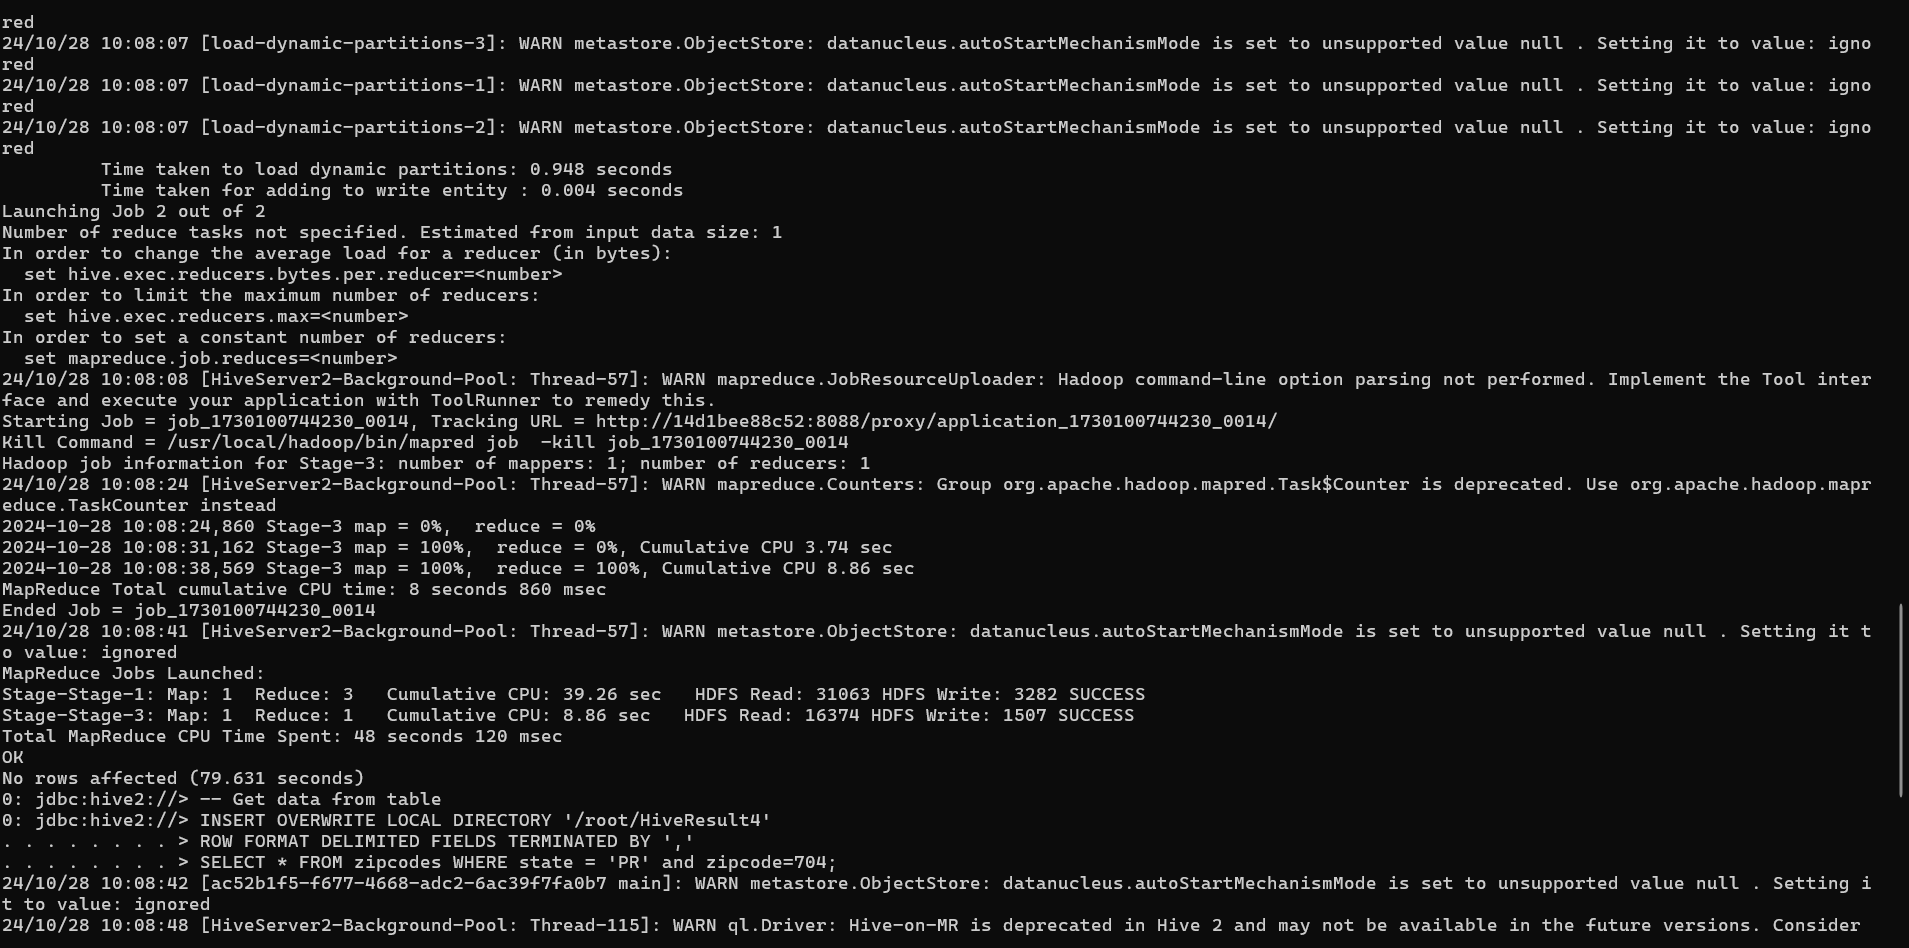 red
24/10/28 10:08:07 [load-dynamic-partitions-3]: WARN metastore.ObjectStore: datanucleus.autoStartMechanismMode is set to unsupported value null . Setting it to value: igno
red
24/10/28 10:08:07 [load-dynamic-partitions-1]: WARN metastore.ObjectStore: datanucleus.autoStartMechanismMode is set to unsupported value null . Setting it to value: igno
red
24/10/28 10:08:07 [load-dynamic-partitions-2]: WARN metastore.ObjectStore: datanucleus.autoStartMechanismMode is set to unsupported value null . Setting it to value: igno
red
         Time taken to load dynamic partitions: 0.948 seconds
         Time taken for adding to write entity : 0.004 seconds
Launching Job 2 out of 2
Number of reduce tasks not specified. Estimated from input data size: 1
In order to change the average load for a reducer (in bytes):
  set hive.exec.reducers.bytes.per.reducer=<number>
In order to limit the maximum number of reducers:
  set hive.exec.reducers.max=<number>
In order to set a constant number of reducers:
  set mapreduce.job.reduces=<number>
24/10/28 10:08:08 [HiveServer2-Background-Pool: Thread-57]: WARN mapreduce.JobResourceUploader: Hadoop command-line option parsing not performed. Implement the Tool inter
face and execute your application with ToolRunner to remedy this.
Starting Job = job_1730100744230_0014, Tracking URL = http://14d1bee88c52:8088/proxy/application_1730100744230_0014/
Kill Command = /usr/local/hadoop/bin/mapred job  -kill job_1730100744230_0014
Hadoop job information for Stage-3: number of mappers: 1; number of reducers: 1
24/10/28 10:08:24 [HiveServer2-Background-Pool: Thread-57]: WARN mapreduce.Counters: Group org.apache.hadoop.mapred.Task$Counter is deprecated. Use org.apache.hadoop.mapr
educe.TaskCounter instead
2024-10-28 10:08:24,860 Stage-3 map = 0%,  reduce = 0%
2024-10-28 10:08:31,162 Stage-3 map = 100%,  reduce = 0%, Cumulative CPU 3.74 sec
2024-10-28 10:08:38,569 Stage-3 map = 100%,  reduce = 100%, Cumulative CPU 8.86 sec
MapReduce Total cumulative CPU time: 8 seconds 860 msec
Ended Job = job_1730100744230_0014
24/10/28 10:08:41 [HiveServer2-Background-Pool: Thread-57]: WARN metastore.ObjectStore: datanucleus.autoStartMechanismMode is set to unsupported value null . Setting it t
o value: ignored
MapReduce Jobs Launched:
Stage-Stage-1: Map: 1  Reduce: 3   Cumulative CPU: 39.26 sec   HDFS Read: 31063 HDFS Write: 3282 SUCCESS
Stage-Stage-3: Map: 1  Reduce: 1   Cumulative CPU: 8.86 sec   HDFS Read: 16374 HDFS Write: 1507 SUCCESS
Total MapReduce CPU Time Spent: 48 seconds 120 msec
OK
No rows affected (79.631 seconds)
0: jdbc:hive2://> -- Get data from table
0: jdbc:hive2://> INSERT OVERWRITE LOCAL DIRECTORY '/root/HiveResult4'
. . . . . . . . > ROW FORMAT DELIMITED FIELDS TERMINATED BY ','
. . . . . . . . > SELECT * FROM zipcodes WHERE state = 'PR' and zipcode=704;
24/10/28 10:08:42 [ac52b1f5-f677-4668-adc2-6ac39f7fa0b7 main]: WARN metastore.ObjectStore: datanucleus.autoStartMechanismMode is set to unsupported value null . Setting i
t to value: ignored
24/10/28 10:08:48 [HiveServer2-Background-Pool: Thread-115]: WARN ql.Driver: Hive-on-MR is deprecated in Hive 2 and may not be available in the future versions. Consider